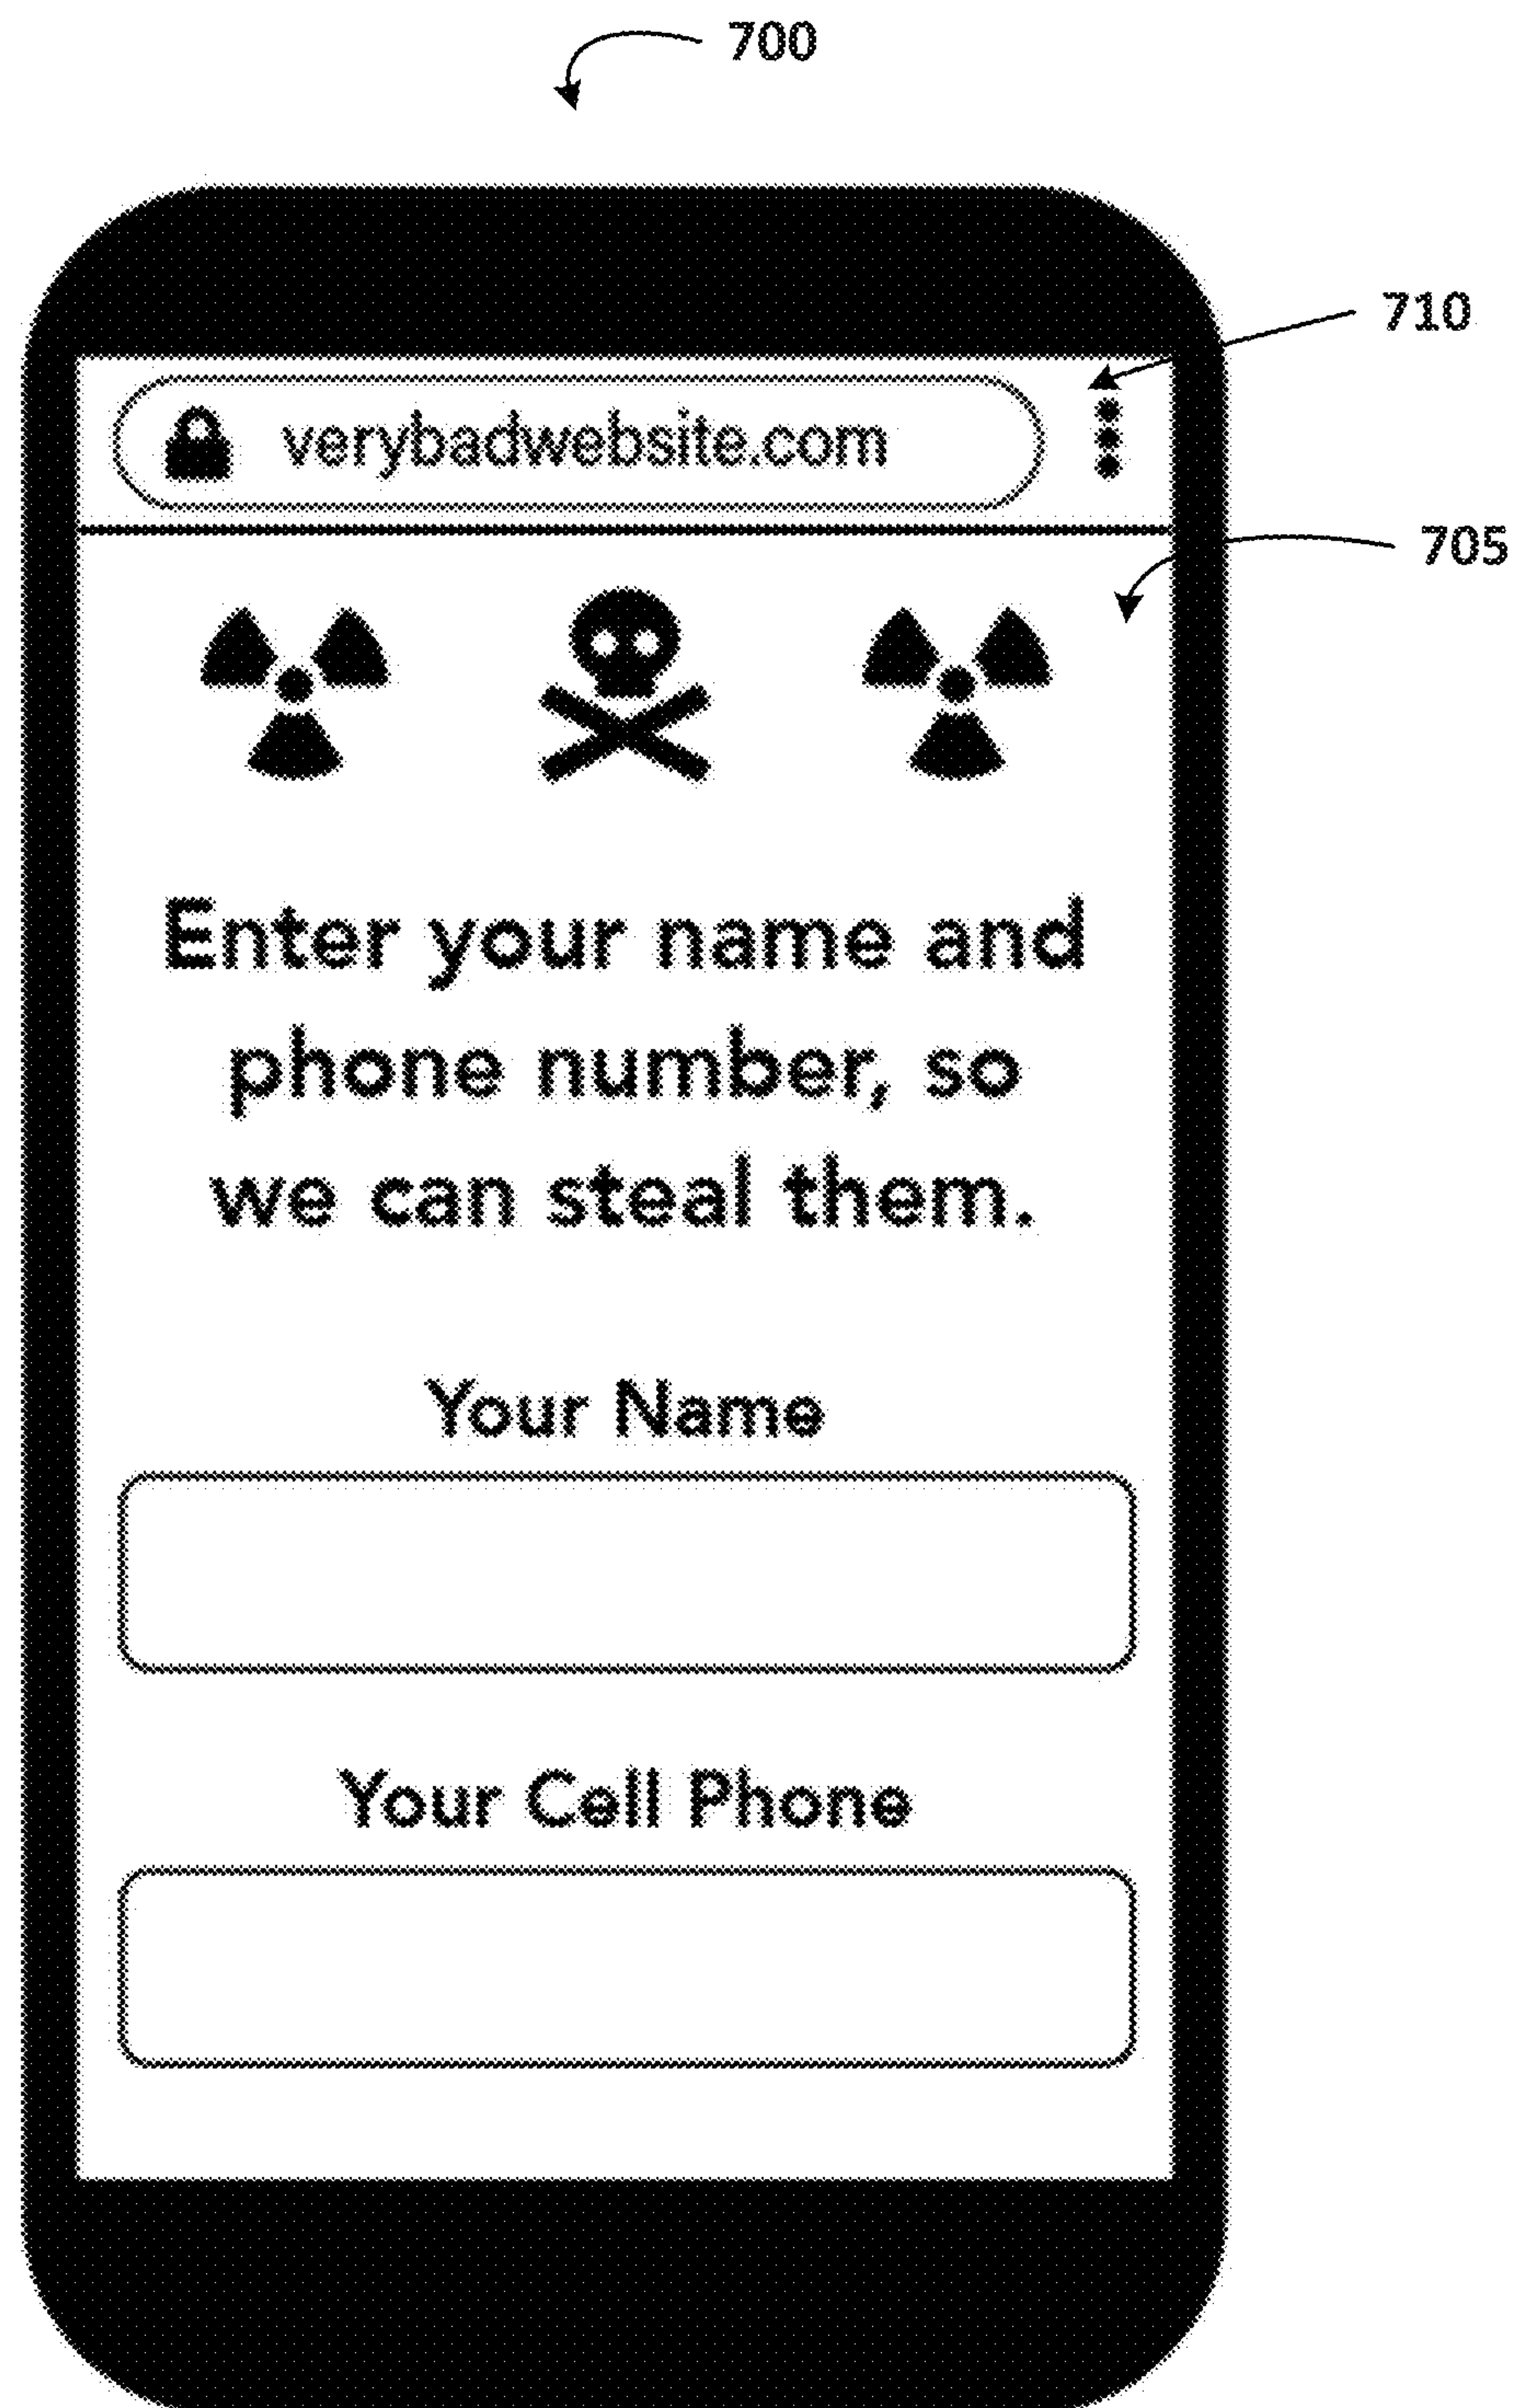 700
710
verybadwebsite.com
705
Enter your name and
phone number, so
we can steal them.
Your Name
Your Cell Phone